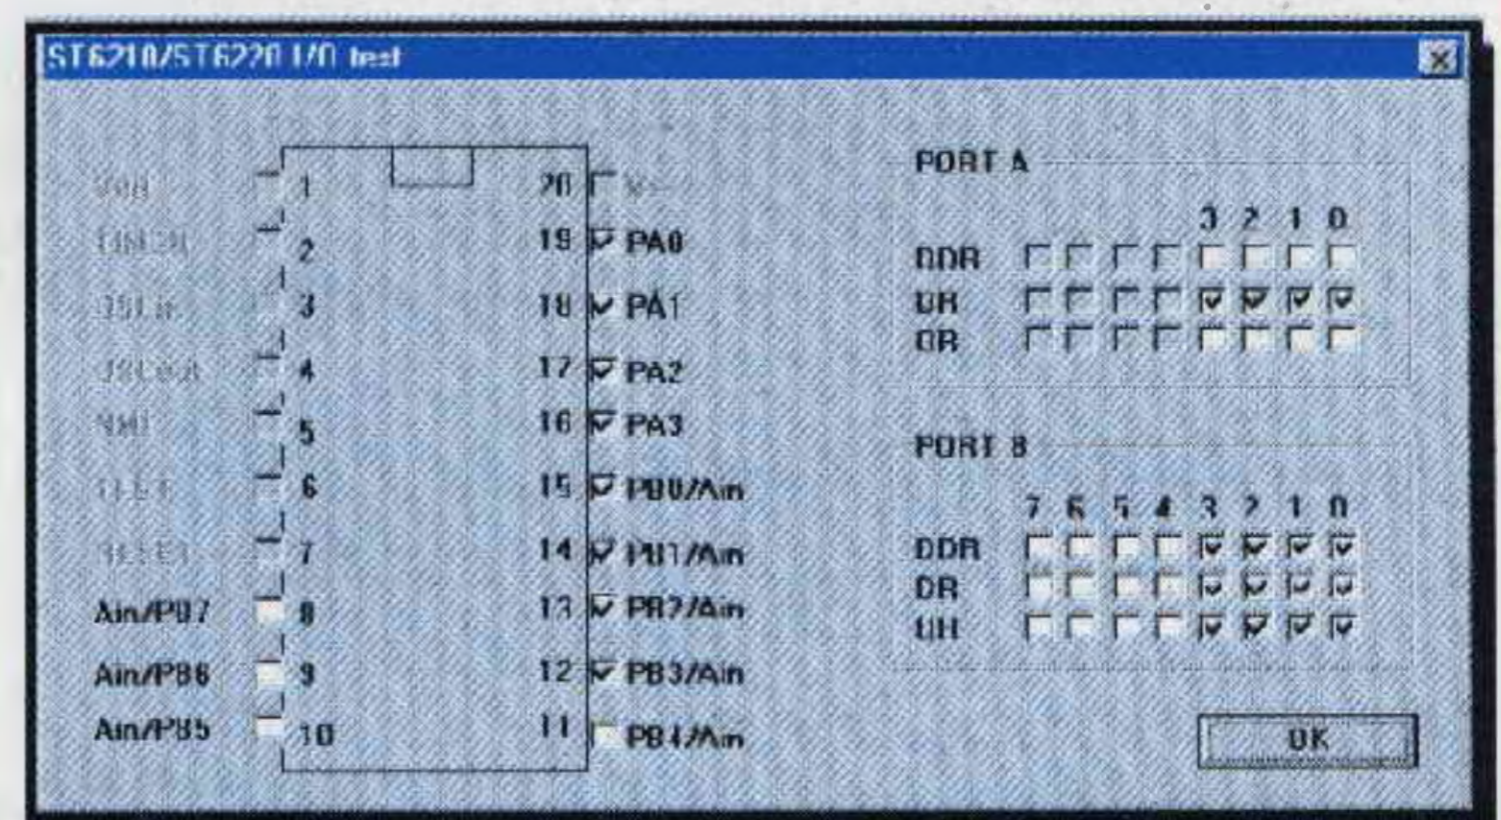 ST6210/ST6220 I/O test
1 20
2 19 PA0
3 18 PA1
4 17 PA2
NMI 5 16 PA3
6 15 PB0/Ain
7 14 PB1/Ain
Ain/PB7 8 13 PB2/Ain
Ain/PB6 9 12 PB3/Ain
Ain/PB5 10 11 PB4/Ain
PORT A
3 2 1 0
DDR
DR
OR
PORT B
7 6 5 4 3 2 1 0
DDR
DR
OR
OK